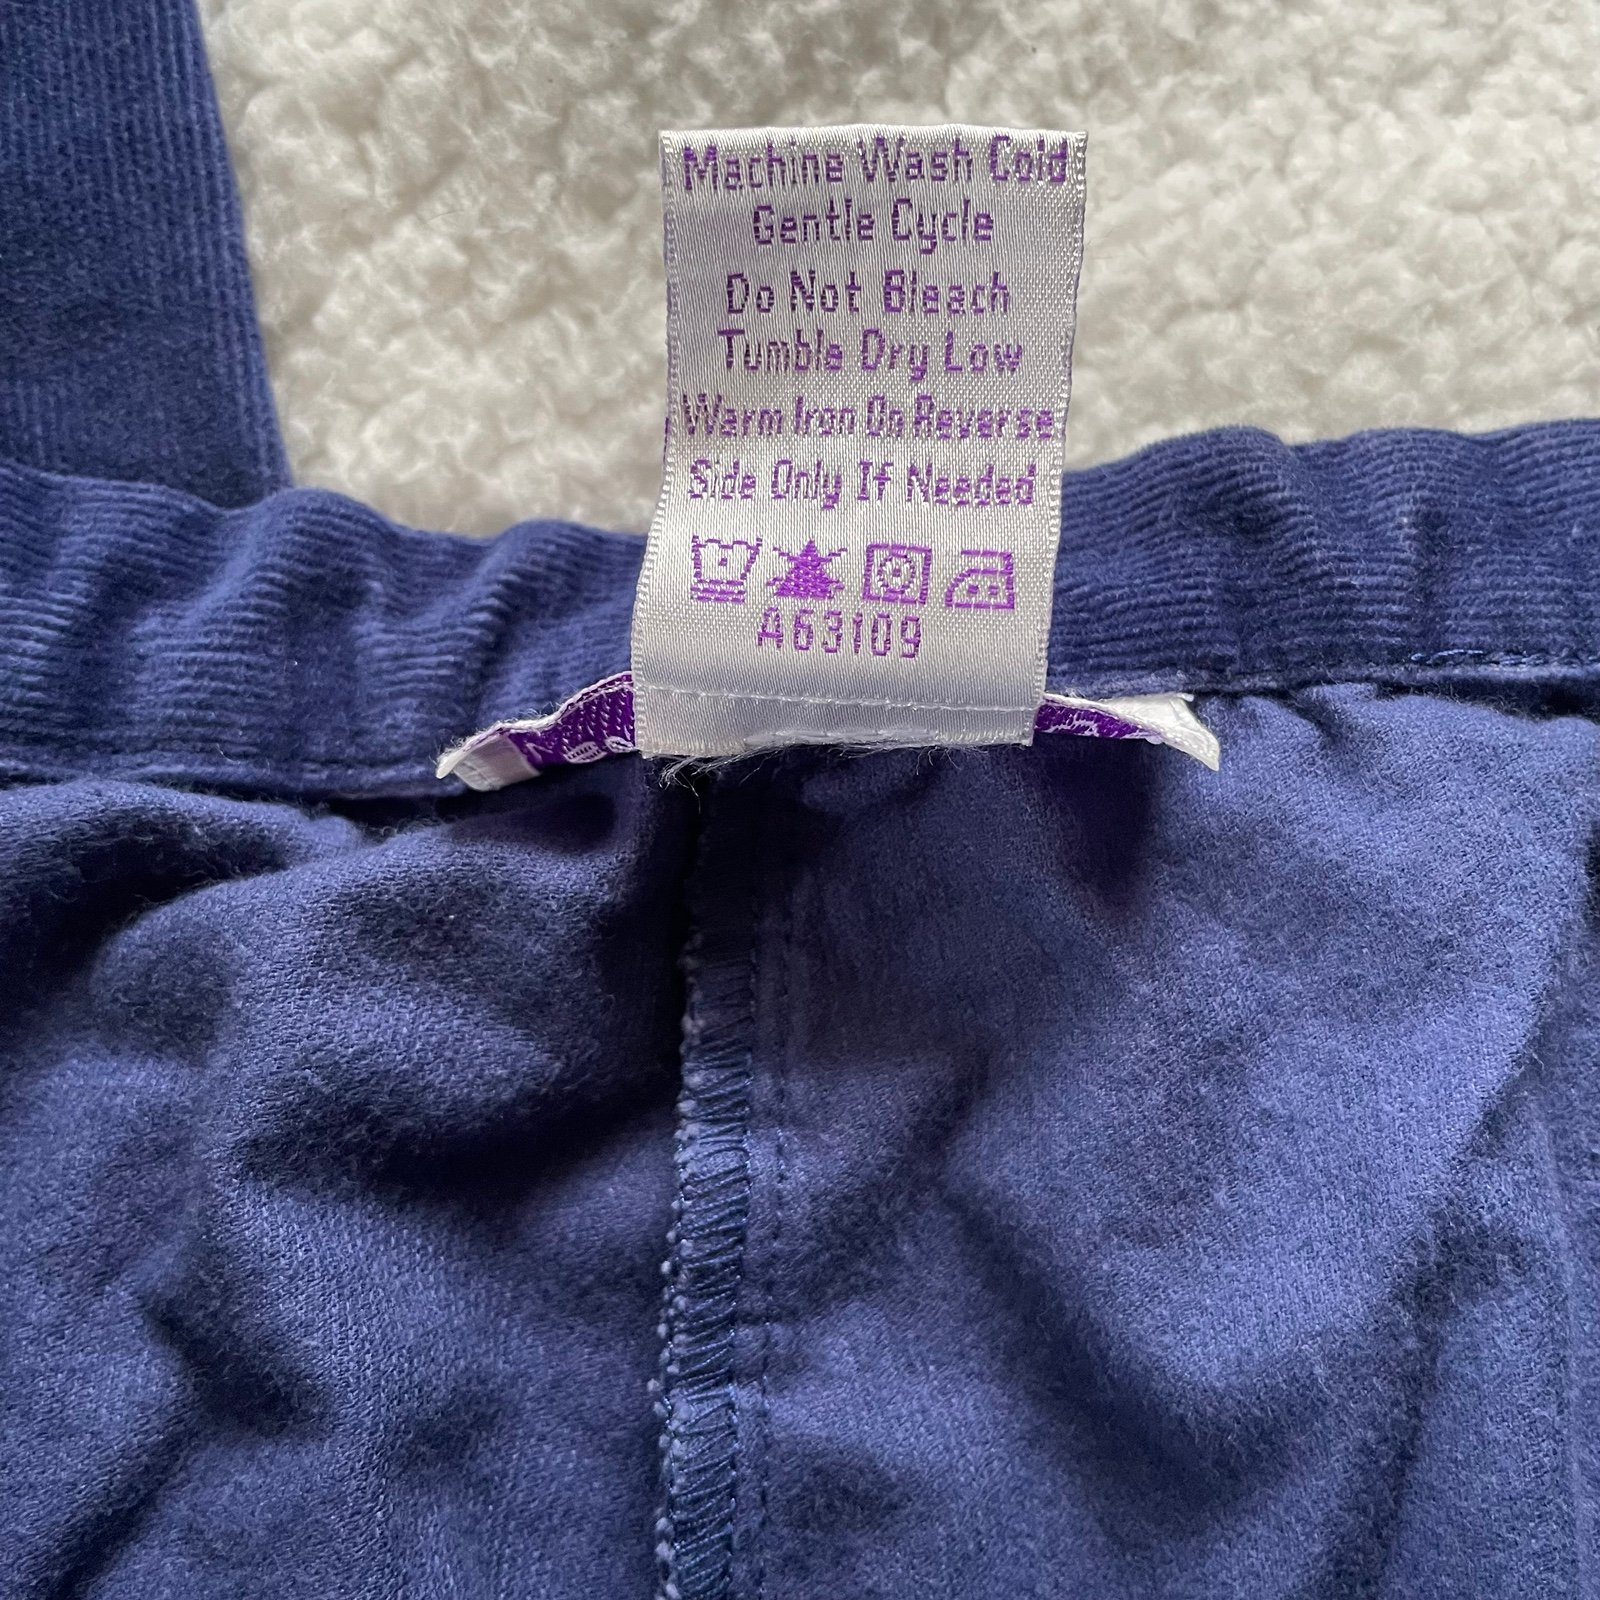 Machine Wash Cold
Gentle Cycle
Do Not Bleach
Tumble Dry Low
Warm Iron On Reverse
Side Only If Needed
A63109